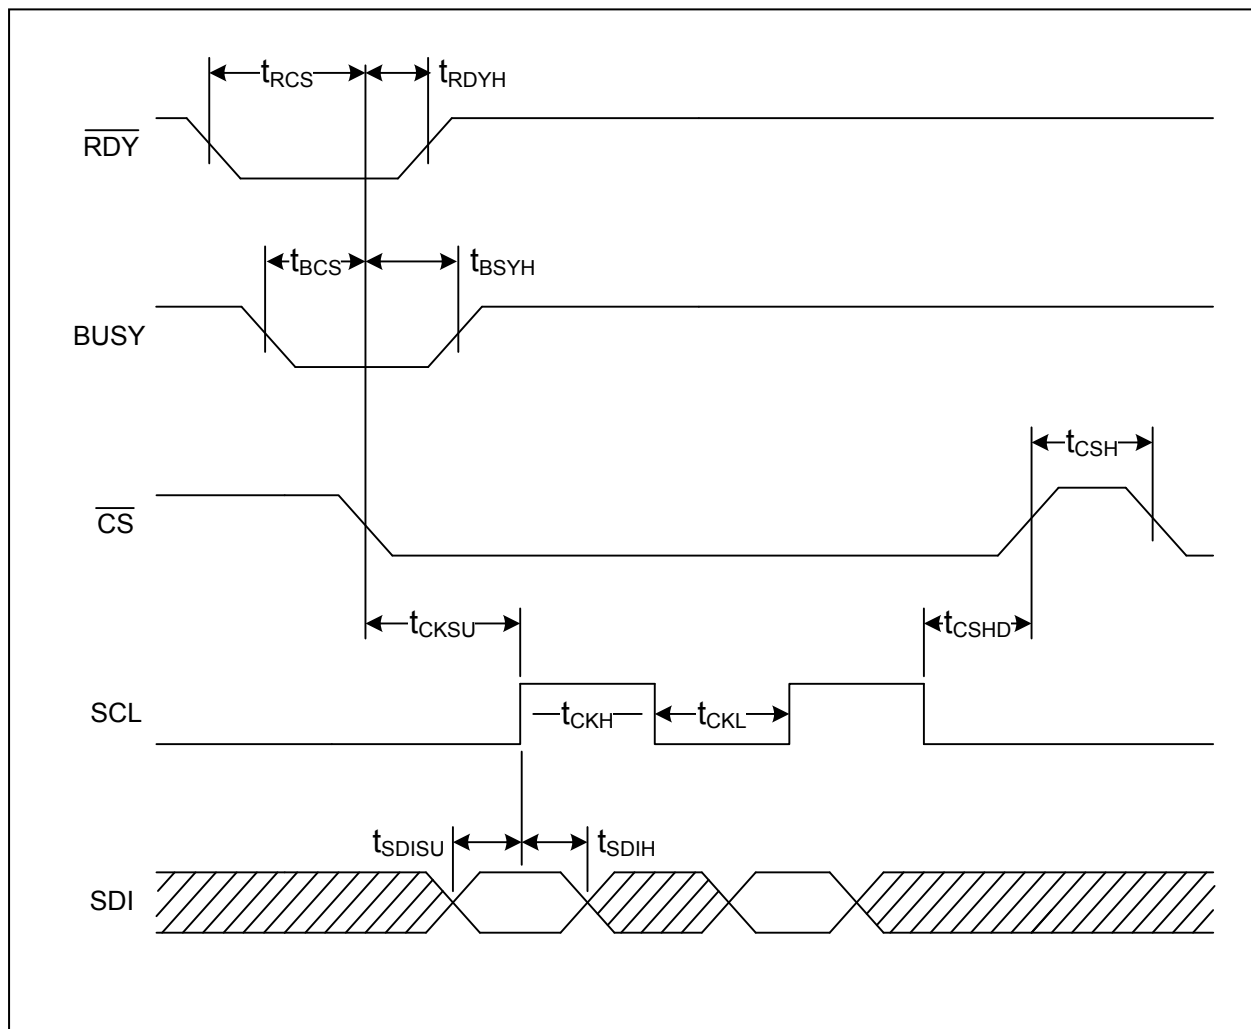 tRCS tRDYH
RDY
tBCS tBSYH
BUSY
tCSH
CS
tCKSU tCSHD
SCL tCKH tCKL
tSDISU tSDIH
SDI